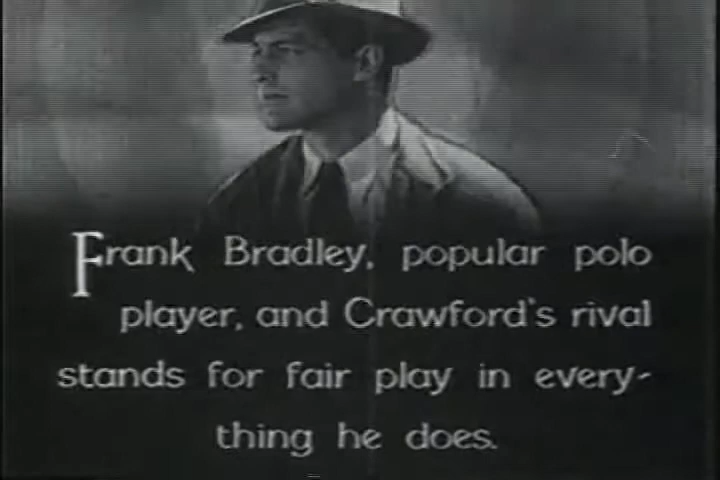 Frank Bradley, popular polo
player, and Crawford's rival
stands for fair play in every-
thing he does.